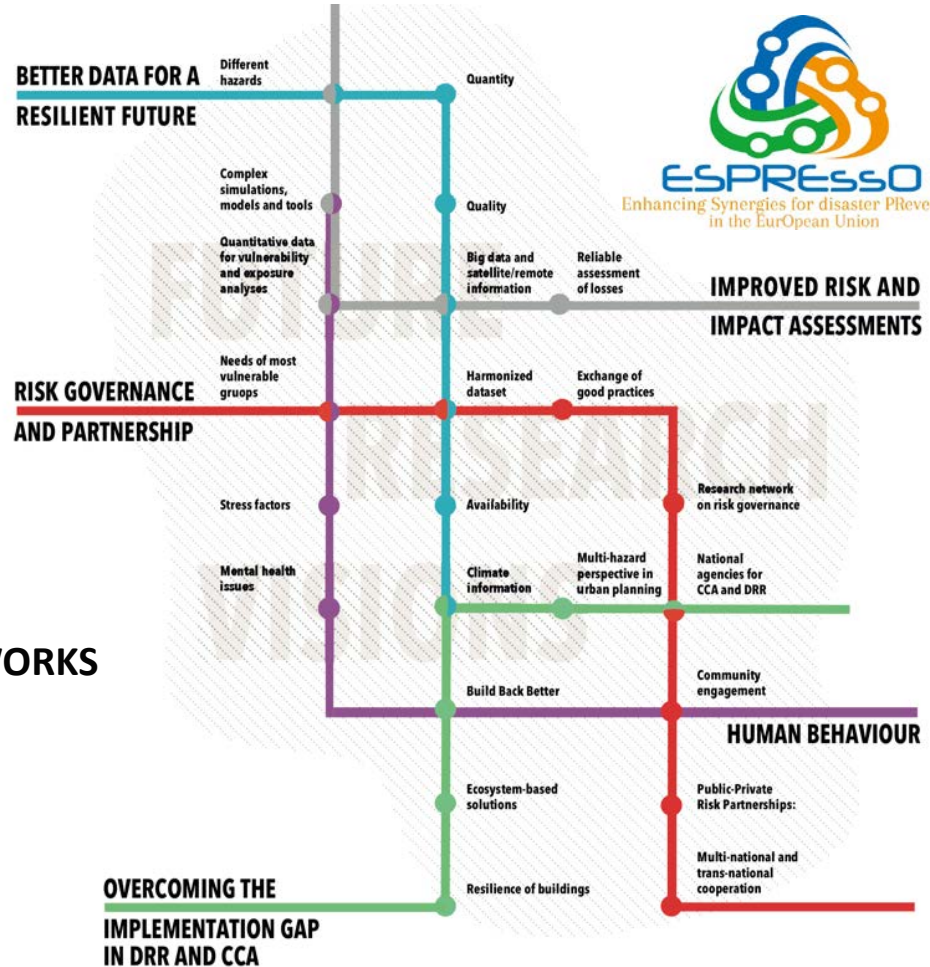 BETTER DATA FOR A
RESILIENT FUTURE
Different
hazards
Quantity
ESPREssO
Enhancing Synergies for disaster PReve
in the EurOpean Union
Complex
simulations,
models and tools
Quality
Quantitative data
for vulnerability
and exposure
analyses
Big data and
satellite/remote
information
Reliable
assessment
of losses
IMPROVED RISK AND
IMPACT ASSESSMENTS
FUTURE
Needs of most
vulnerable
gruops
Harmonized
dataset
Exchange of
good practices
RISK GOVERNANCE
AND PARTNERSHIP
RESEARCH
Stress factors
Availability
Research network
on risk governance
Mental health
issues
Climate
information
Multi-hazard
perspective in
urban planning
National
agencies for
CCA and DRR
VISIONS
WORKS
Build Back Better
Community
engagement
HUMAN BEHAVIOUR
Ecosystem-based
solutions
Public-Private
Risk Partnerships:
Multi-national and
trans-national
cooperation
Resilience of buildings
OVERCOMING THE
IMPLEMENTATION GAP
IN DRR AND CCA